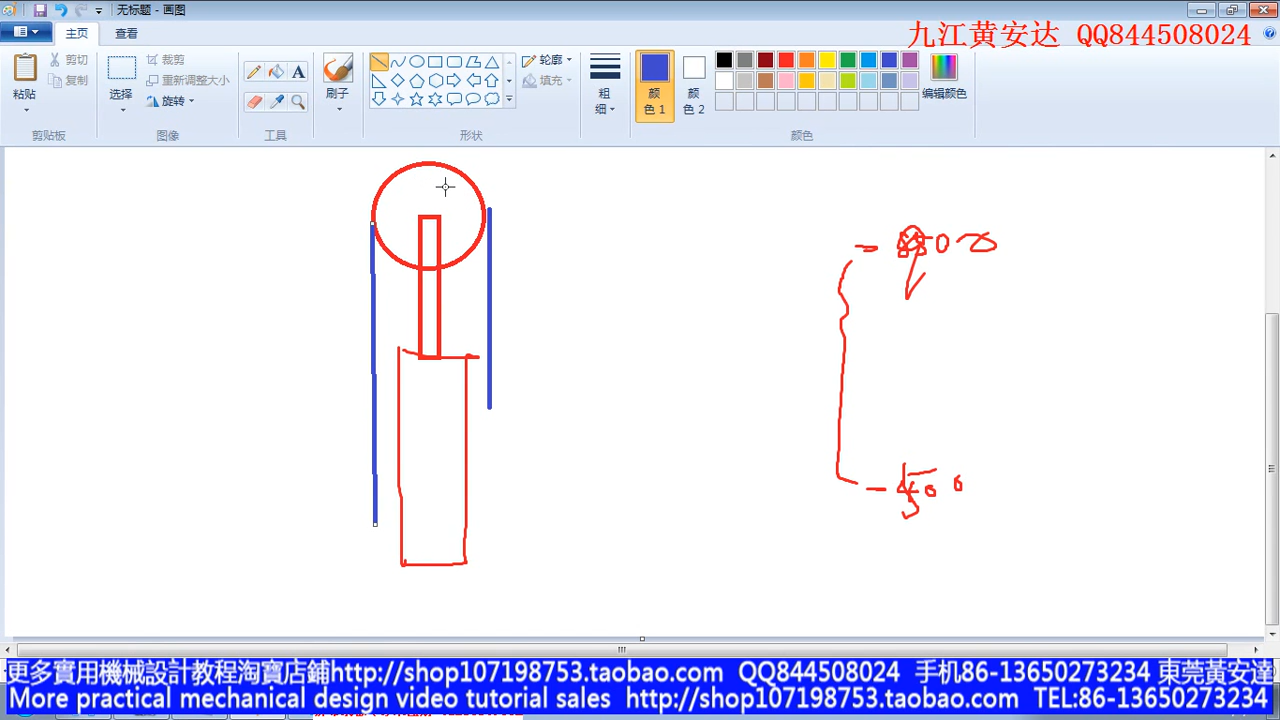 无标题 - 画图
九江黄安达 QQ844508024
主页 查看
粘贴
剪切
复制
选择
裁剪
重新调整大小
旋转
刷子
轮廓
填充
粗细
颜色 1
颜色 2
编辑颜色
剪贴板 图像 工具 形状 颜色
更多實用機械設計教程淘寶店鋪http://shop107198753.taobao.com QQ844508024 手机86-13650273234 東莞黃安達
More practical mechanical design video tutorial sales http://shop107198753.taobao.com TEL:86-13650273234